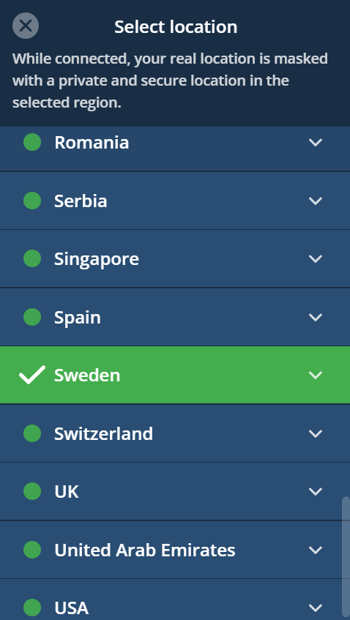 Select location
While connected, your real location is masked
with a private and secure location in the
selected region.
Romania
Serbia
Singapore
Spain
Sweden
Switzerland
UK
United Arab Emirates
USA